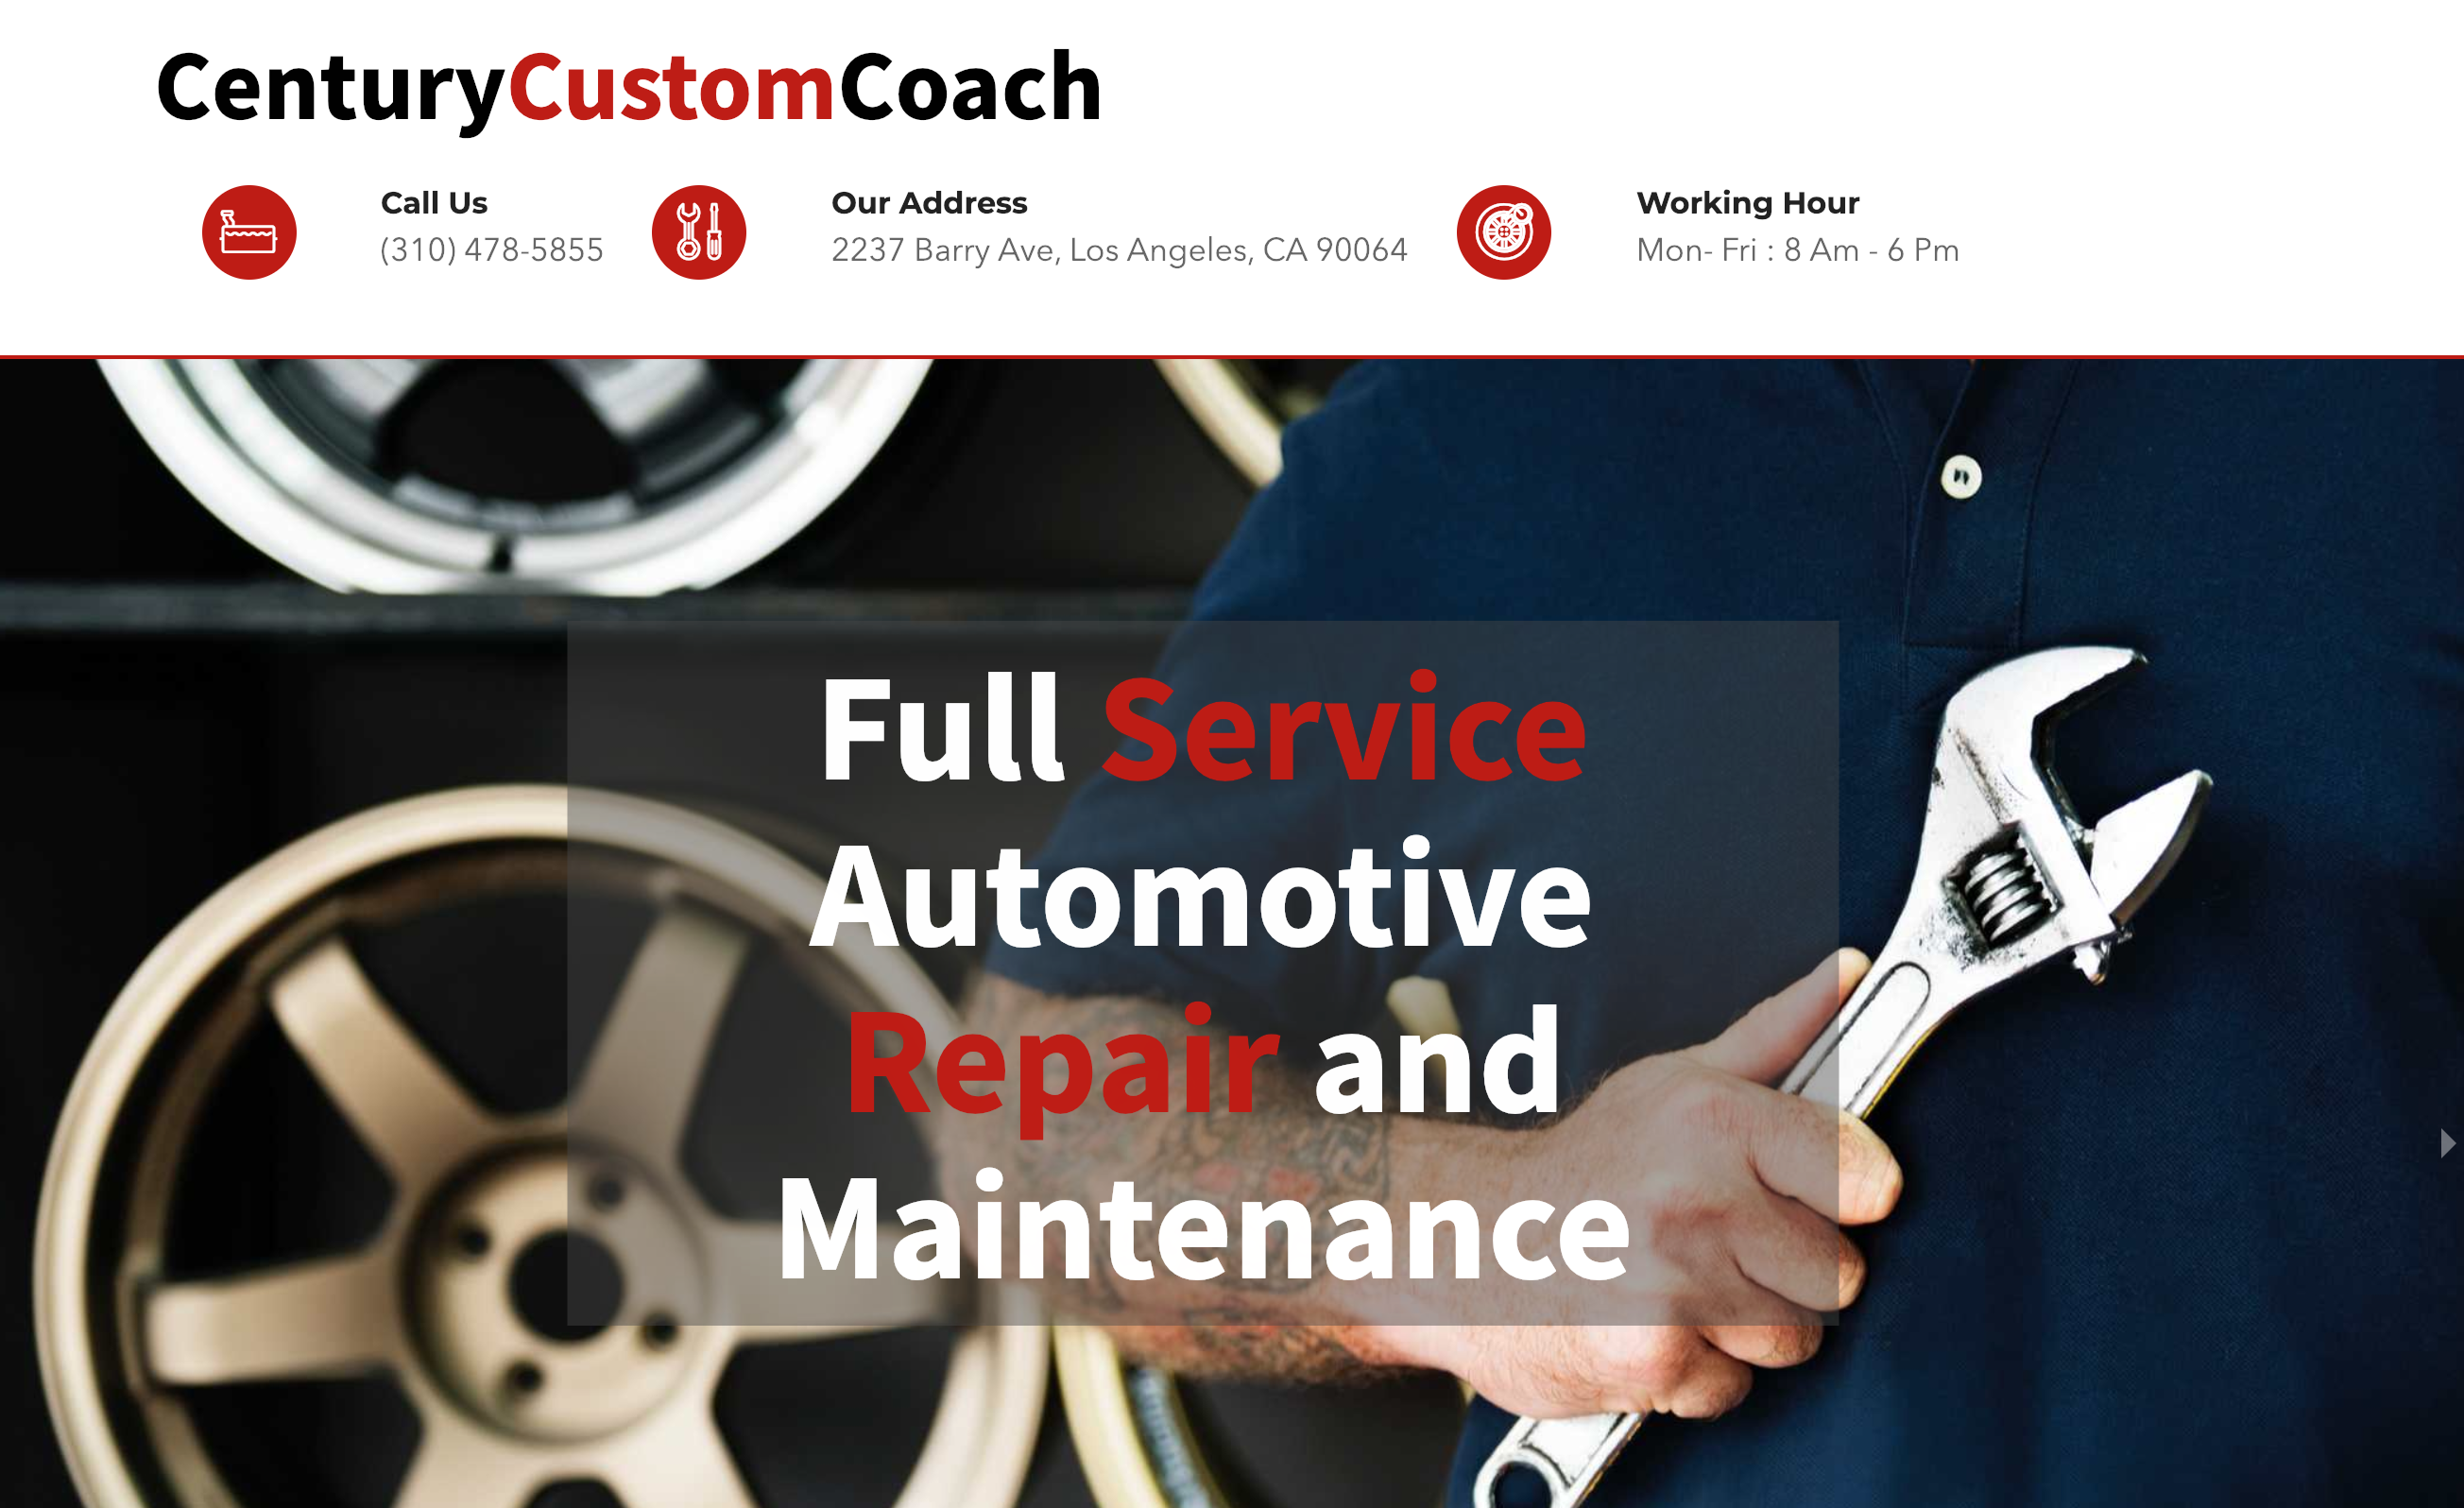 CenturyCustomCoach
Call Us
(310) 478-5855
Our Address
2237 Barry Ave, Los Angeles, CA 90064
Working Hour
Mon- Fri : 8 Am - 6 Pm
Full Service
Automotive
Repair and
Maintenance